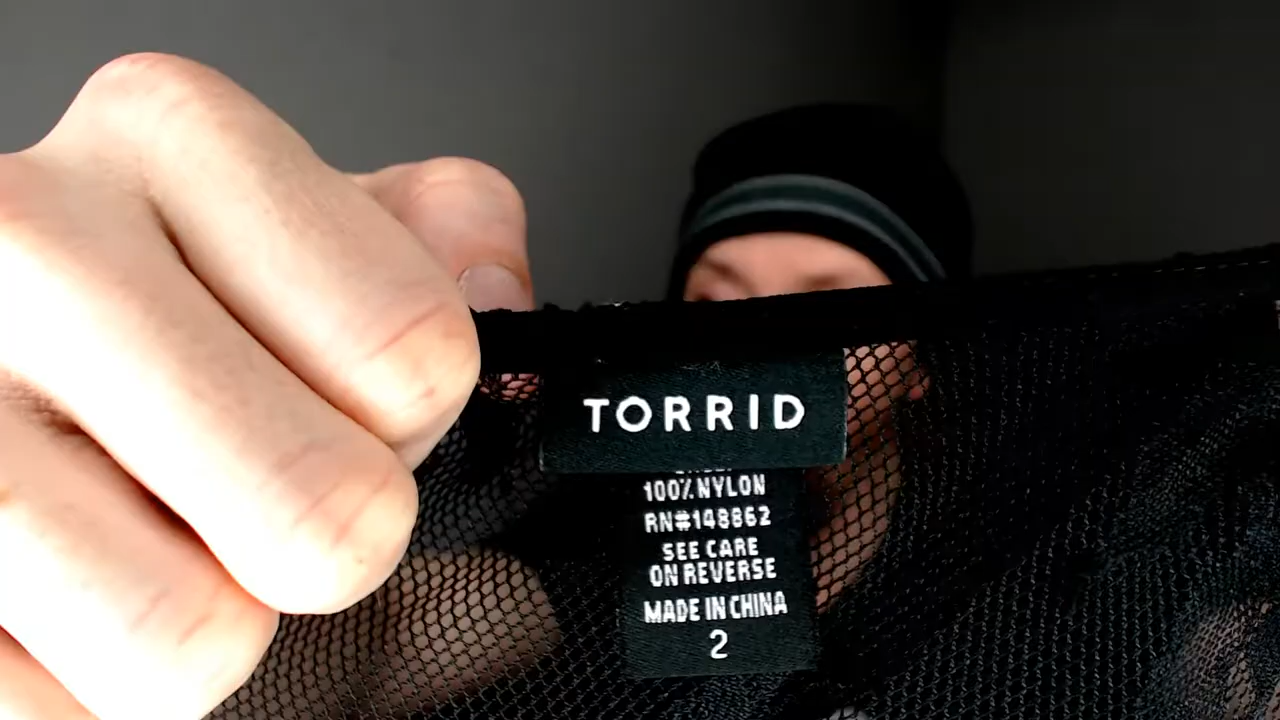 TORRID
100% NYLON
RN#148862
SEE CARE
ON REVERSE
MADE IN CHINA
2